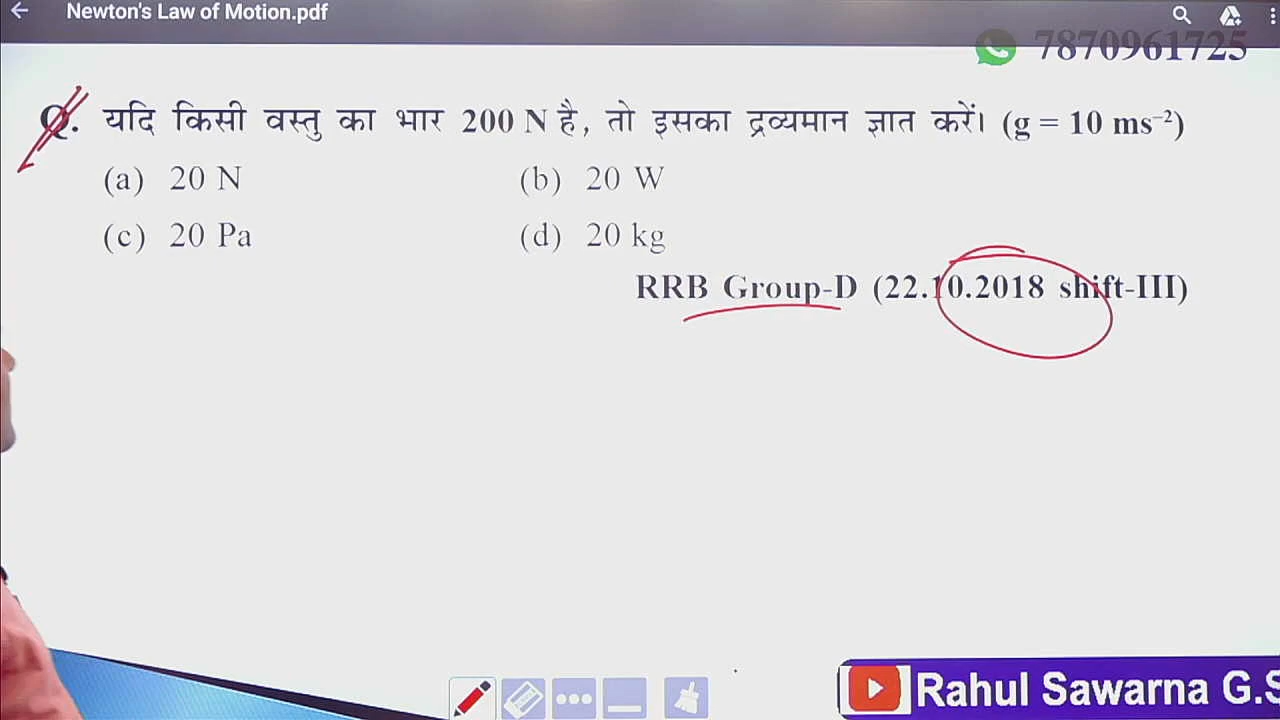 Newton's Law of Motion.pdf
7870961725
Q. यदि किसी वस्तु का भार 200 N है, तो इसका द्रव्यमान ज्ञात करें। (g = 10 ms⁻²)
(a) 20 N (b) 20 W
(c) 20 Pa (d) 20 kg
RRB Group-D (22.10.2018 shift-III)
Rahul Sawarna G.S